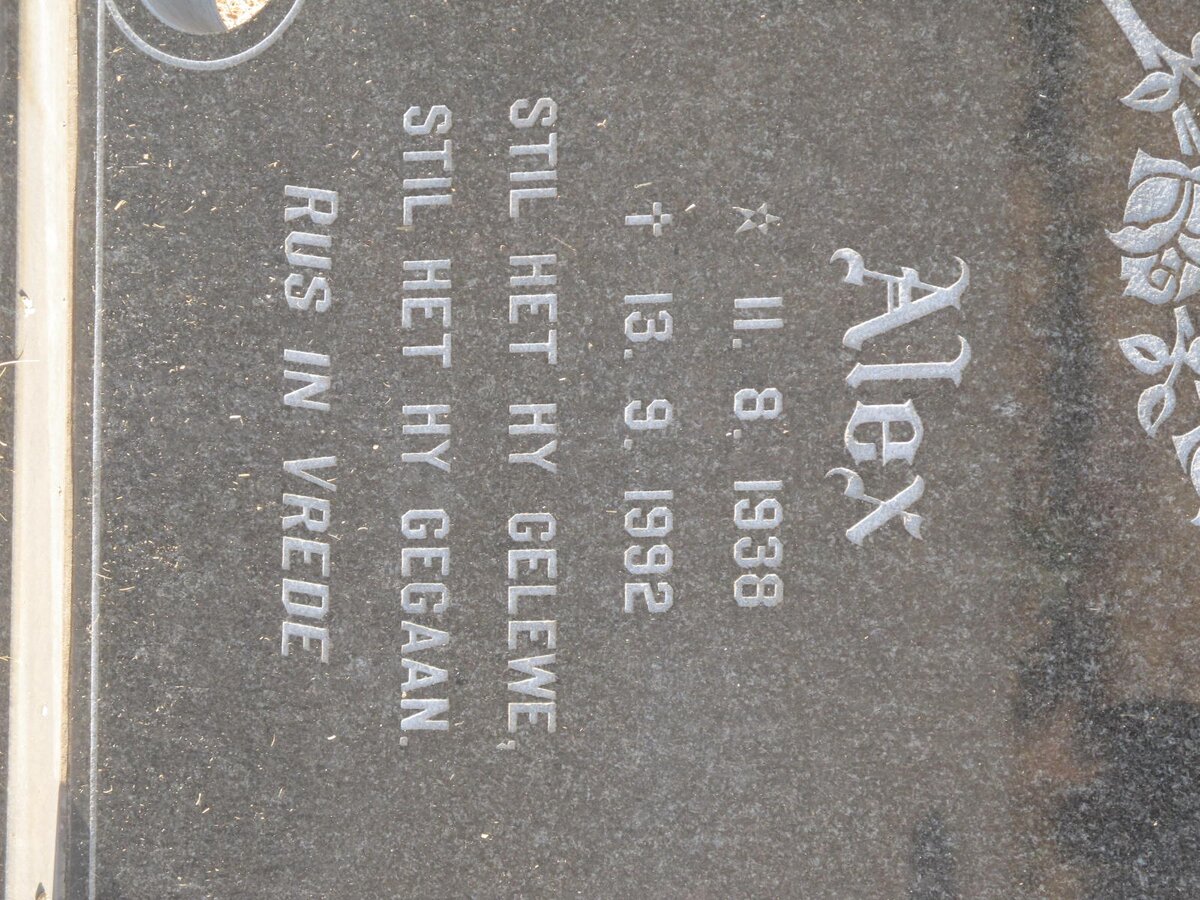 Alex
☆ 11. 8. 1938
✝ 13. 9. 1992
STIL HET HY GELEWE,
STIL HET HY GEGAAN.
RUS IN VREDE